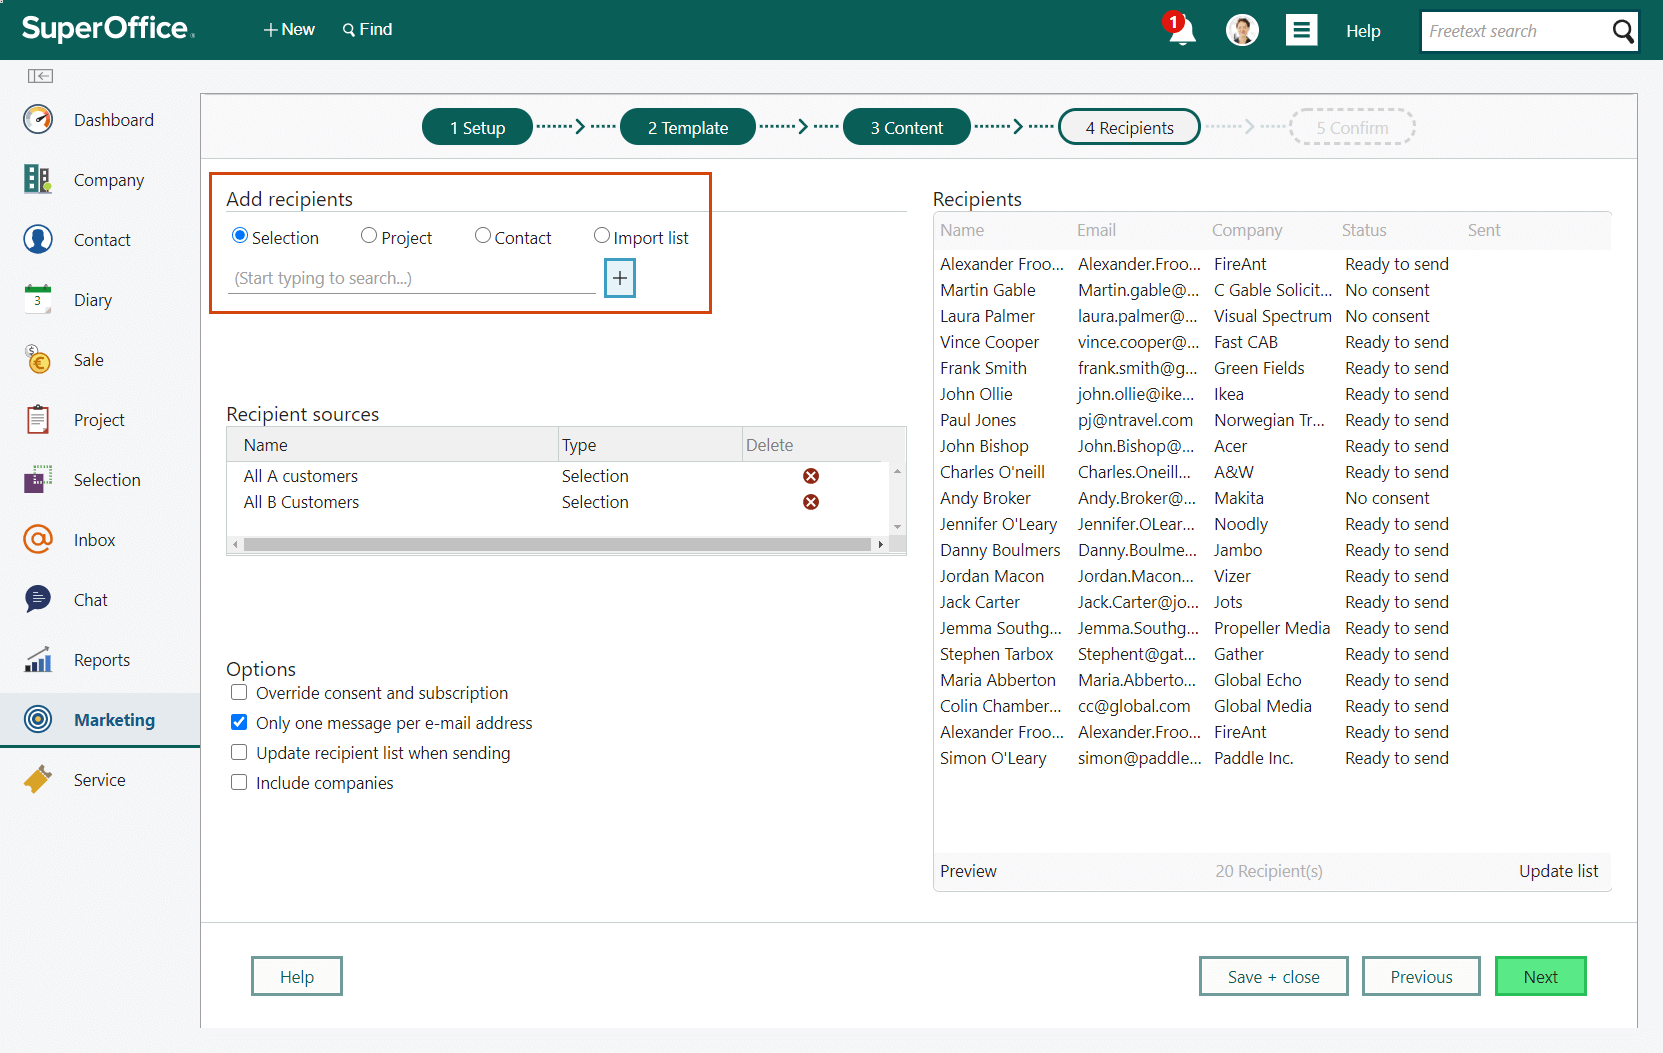 SuperOffice.
New
Find
1
Help
Freetext search
Dashboard
Company
Contact
3
Diary
Sale
Project
Selection
Inbox
Chat
Reports
Marketing
Service
1 Setup
2 Template
3 Content
4 Recipients
5 Confirm
Add recipients
Selection Project Contact Import list
(Start typing to search...)
Recipient sources
Name Type Delete
All A customers Selection
All B Customers Selection
Options
Override consent and subscription
Only one message per e-mail address
Update recipient list when sending
Include companies
Recipients
Name Email Company Status Sent
Alexander Froo... Alexander.Froo... FireAnt Ready to send
Martin Gable Martin.gable@... C Gable Solicit... No consent
Laura Palmer laura.palmer@... Visual Spectrum No consent
Vince Cooper vince.cooper@... Fast CAB Ready to send
Frank Smith frank.smith@g... Green Fields Ready to send
John Ollie john.ollie@ike... Ikea Ready to send
Paul Jones pj@ntravel.com Norwegian Tr... Ready to send
John Bishop John.Bishop@... Acer Ready to send
Charles O'neill Charles.Oneill... A&W Ready to send
Andy Broker Andy.Broker@... Makita No consent
Jennifer O'Leary Jennifer.OLear... Noodly Ready to send
Danny Boulmers Danny.Boulme... Jambo Ready to send
Jordan Macon Jordan.Macon... Vizer Ready to send
Jack Carter Jack.Carter@jo... Jots Ready to send
Jemma Southg... Jemma.Southg... Propeller Media Ready to send
Stephen Tarbox Stephent@gat... Gather Ready to send
Maria Abberton Maria.Abberto... Global Echo Ready to send
Colin Chamber... cc@global.com Global Media Ready to send
Alexander Froo... Alexander.Froo... FireAnt Ready to send
Simon O'Leary simon@paddle... Paddle Inc. Ready to send
Preview 20 Recipient(s) Update list
Help
Save + close
Previous
Next